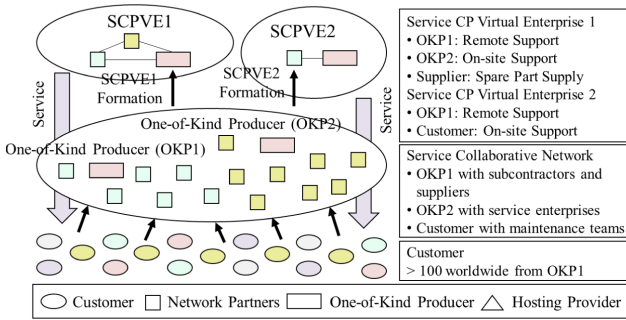 SCPVE1
SCPVE2
SCPVE1
Formation
SCPVE2
Formation
Service
Service
One-of-Kind Producer (OKP2)
One-of-Kind Producer (OKP1)
Service CP Virtual Enterprise 1
• OKP1: Remote Support
• OKP2: On-site Support
• Supplier: Spare Part Supply
Service CP Virtual Enterprise 2
• OKP1: Remote Support
• Customer: On-site Support
Service Collaborative Network
• OKP1 with subcontractors and
suppliers
• OKP2 with service enterprises
• Customer with maintenance teams
Customer
> 100 worldwide from OKP1
Customer
Network Partners
One-of-Kind Producer
Hosting Provider